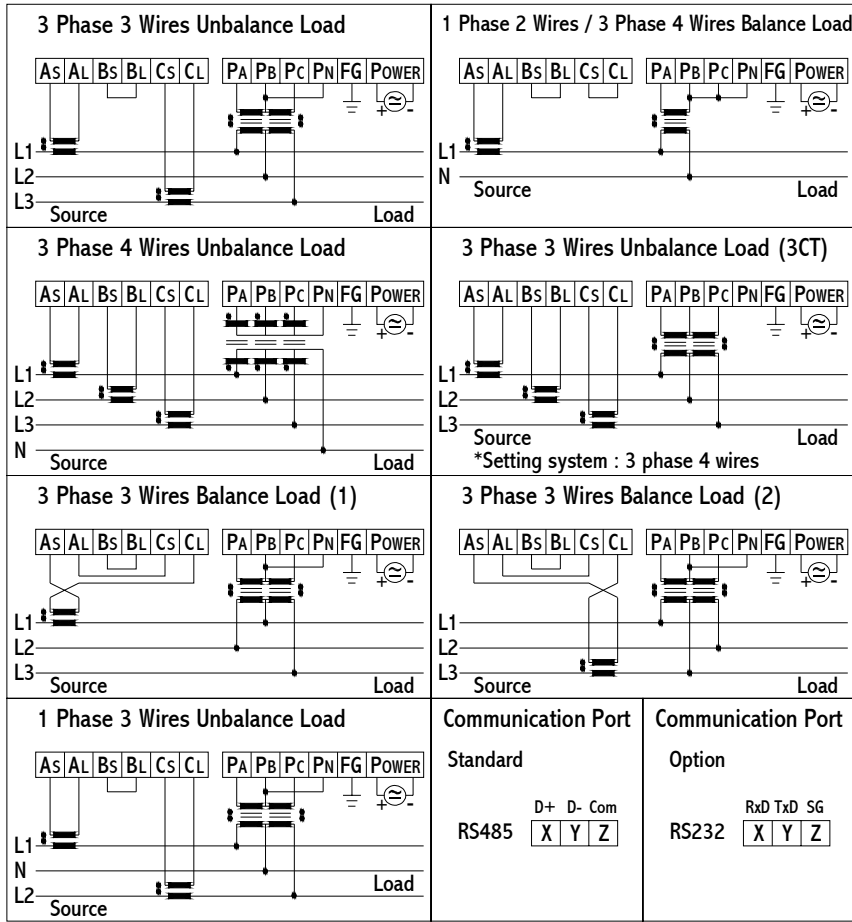 3 Phase 3 Wires Unbalance Load
AS AL BS BL CS CL PA PB PC PN FG POWER
+ -
L1
L2
L3
Source Load
1 Phase 2 Wires / 3 Phase 4 Wires Balance Load
AS AL BS BL CS CL PA PB PC PN FG POWER
+ -
L1
N
Source Load
3 Phase 4 Wires Unbalance Load
AS AL BS BL CS CL PA PB PC PN FG POWER
+ -
L1
L2
L3
N
Source Load
3 Phase 3 Wires Unbalance Load (3CT)
AS AL BS BL CS CL PA PB PC PN FG POWER
+ -
L1
L2
L3
Source Load
*Setting system : 3 phase 4 wires
3 Phase 3 Wires Balance Load (1)
AS AL BS BL CS CL PA PB PC PN FG POWER
+ -
L1
L2
L3
Source Load
3 Phase 3 Wires Balance Load (2)
AS AL BS BL CS CL PA PB PC PN FG POWER
+ -
L1
L2
L3
Source Load
1 Phase 3 Wires Unbalance Load
AS AL BS BL CS CL PA PB PC PN FG POWER
+ -
L1
N
Load
L2
Source
Communication Port
Standard
D+ D- Com
RS485 X Y Z
Communication Port
Option
RxD TxD SG
RS232 X Y Z